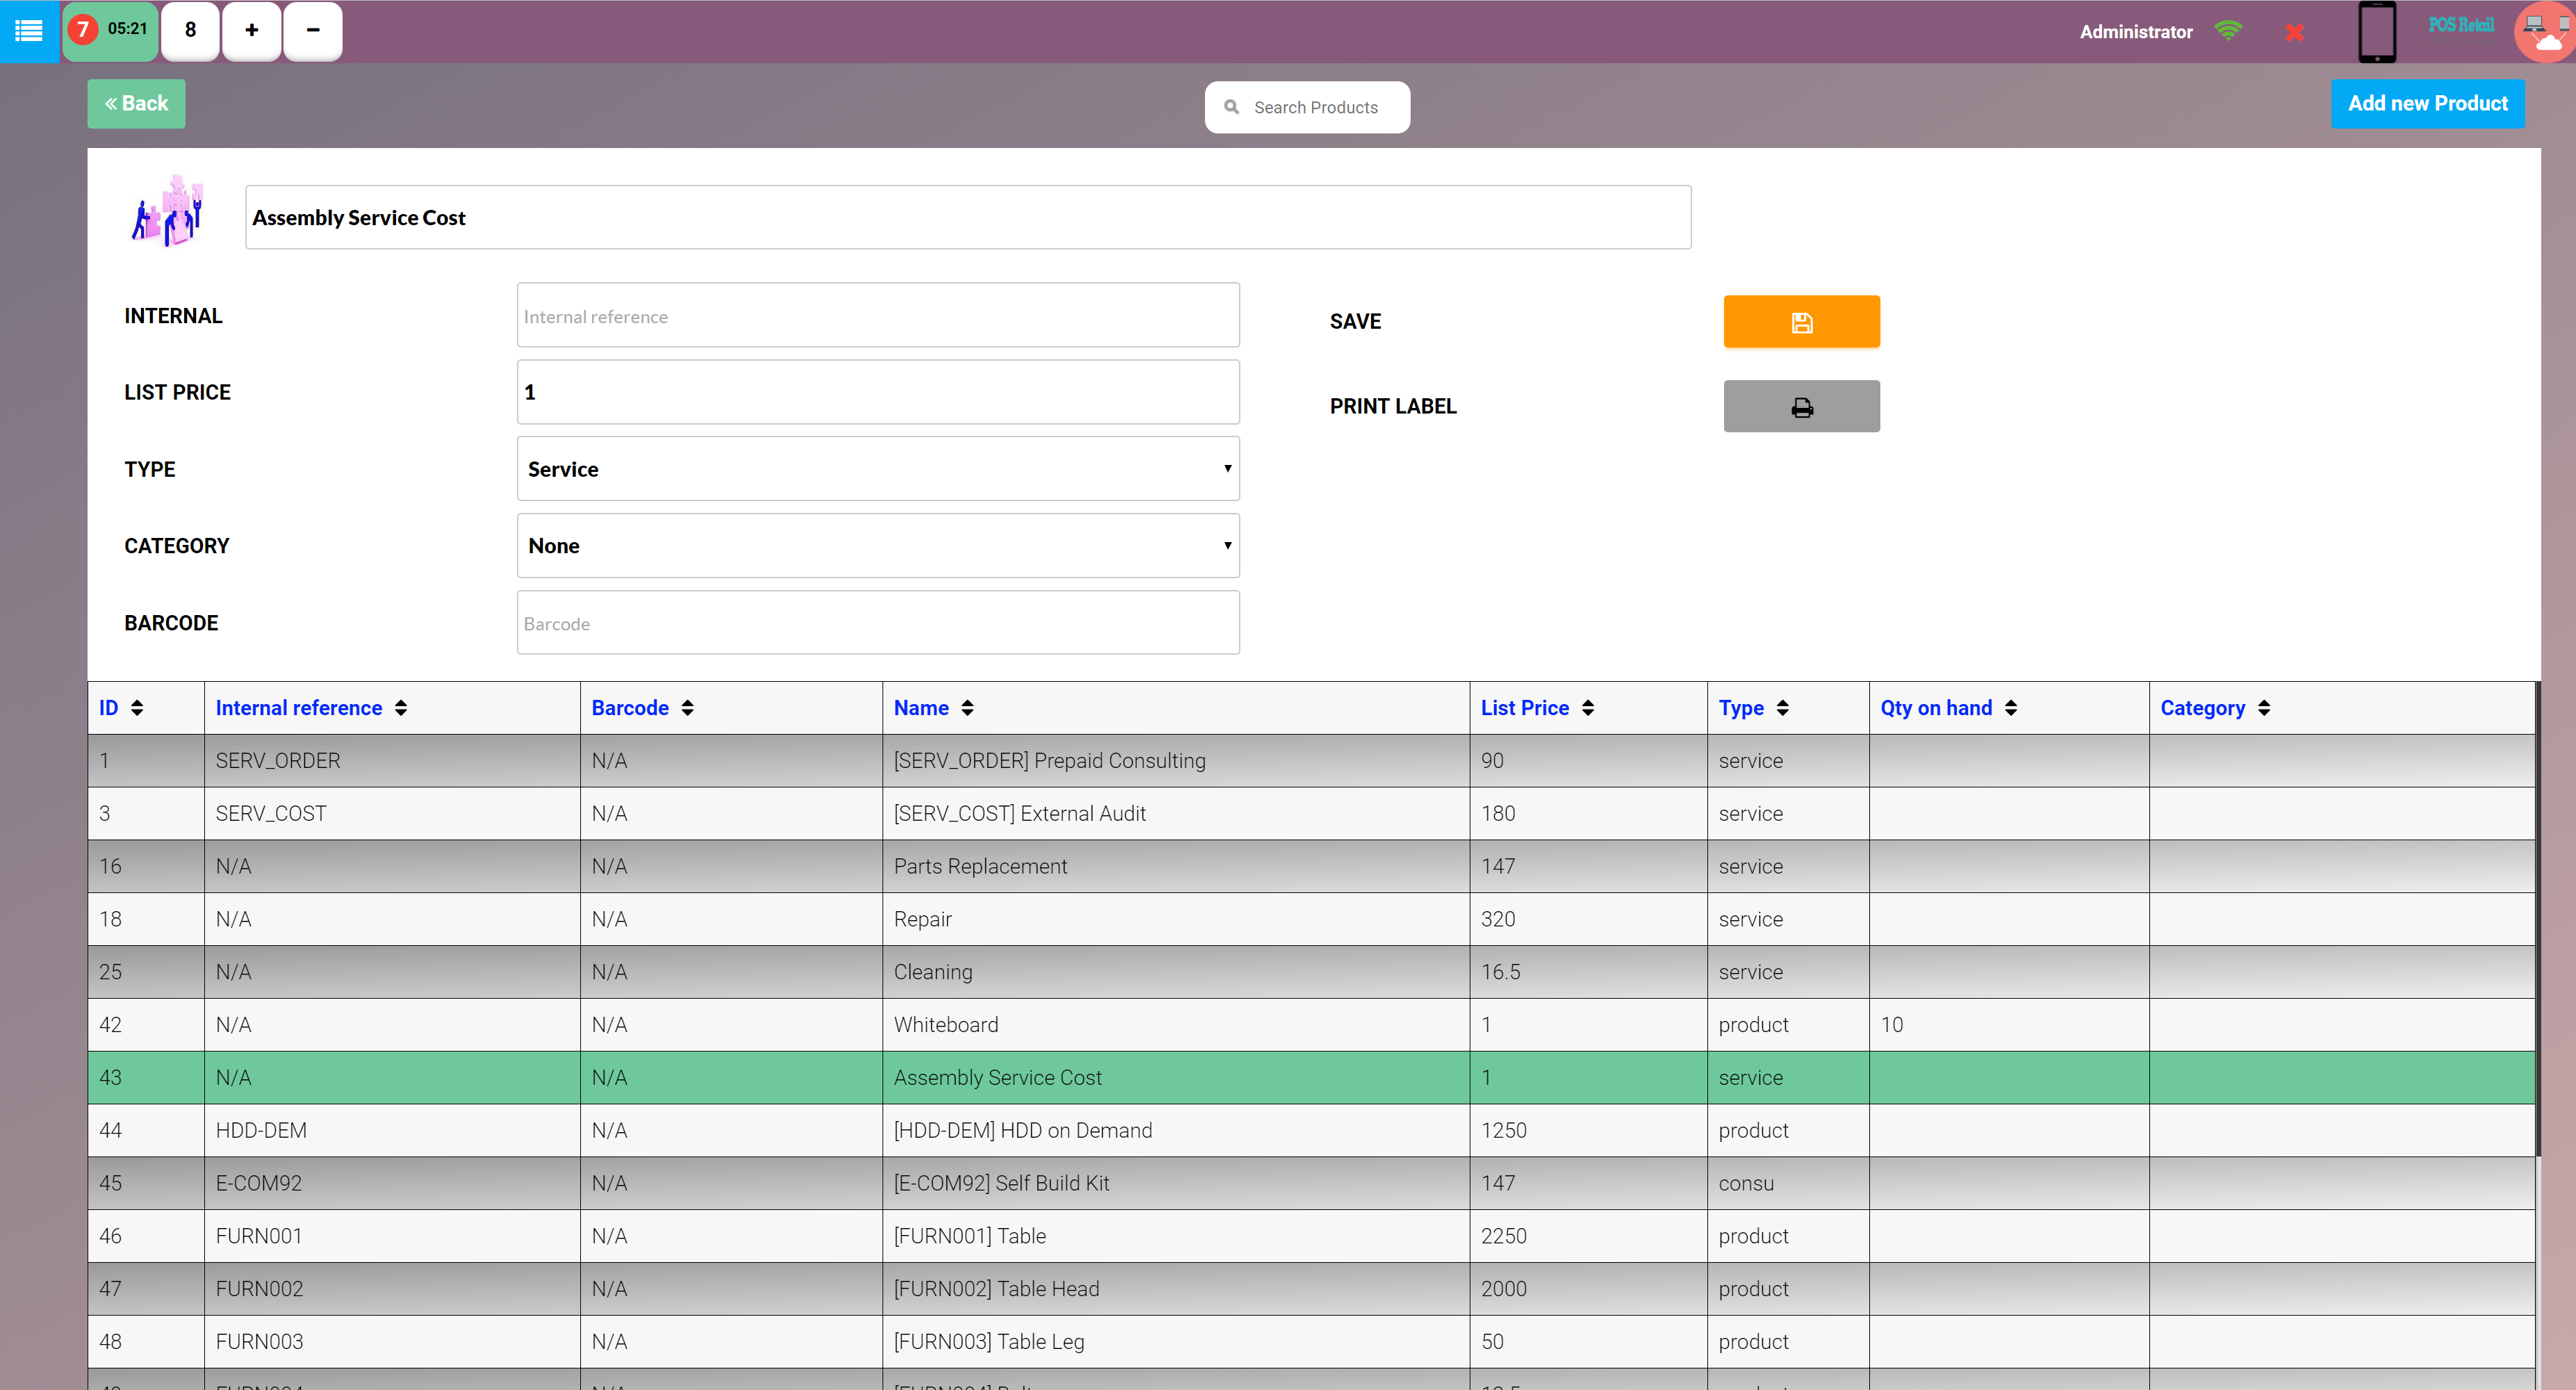 7 05:21 8 + − Administrator POS Retail
« Back Search Products Add new Product
Assembly Service Cost
INTERNAL Internal reference SAVE
LIST PRICE 1 PRINT LABEL
TYPE Service
CATEGORY None
BARCODE Barcode
ID Internal reference Barcode Name List Price Type Qty on hand Category
1 SERV_ORDER N/A [SERV_ORDER] Prepaid Consulting 90 service
3 SERV_COST N/A [SERV_COST] External Audit 180 service
16 N/A N/A Parts Replacement 147 service
18 N/A N/A Repair 320 service
25 N/A N/A Cleaning 16.5 service
42 N/A N/A Whiteboard 1 product 10
43 N/A N/A Assembly Service Cost 1 service
44 HDD-DEM N/A [HDD-DEM] HDD on Demand 1250 product
45 E-COM92 N/A [E-COM92] Self Build Kit 147 consu
46 FURN001 N/A [FURN001] Table 2250 product
47 FURN002 N/A [FURN002] Table Head 2000 product
48 FURN003 N/A [FURN003] Table Leg 50 product